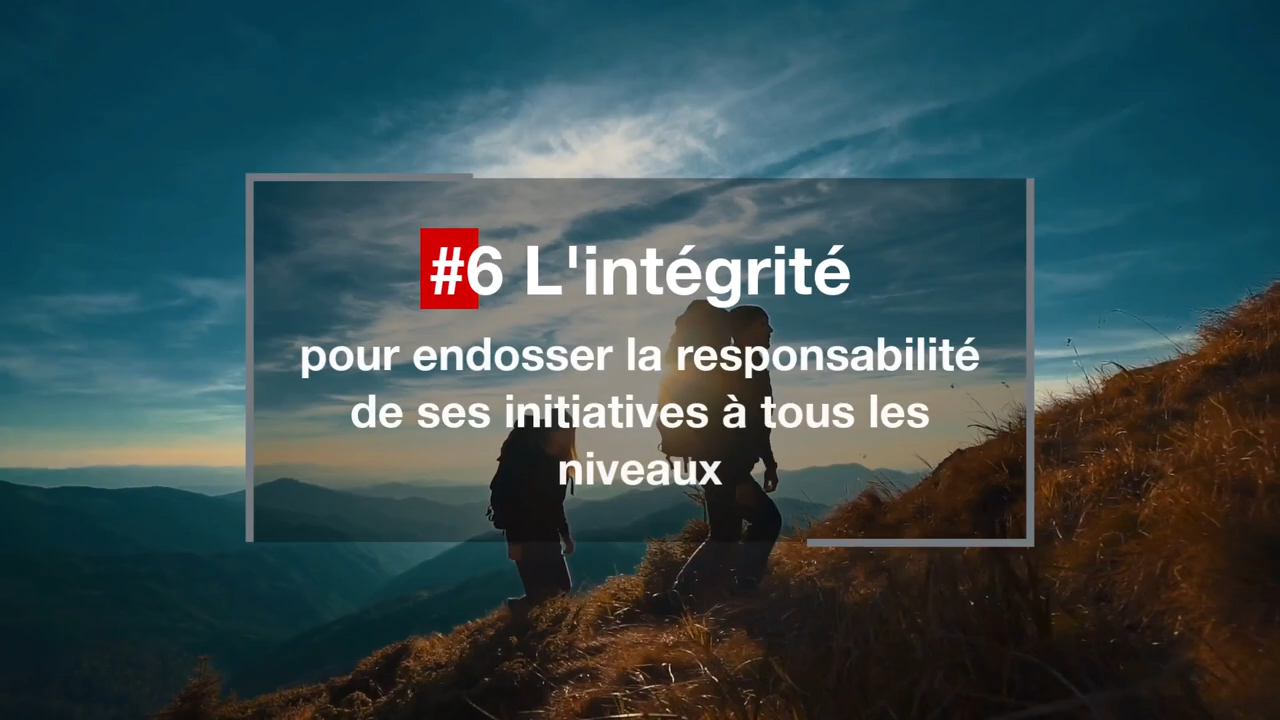 #6 L'intégrité
pour endosser la responsabilité
de ses initiatives à tous les
niveaux